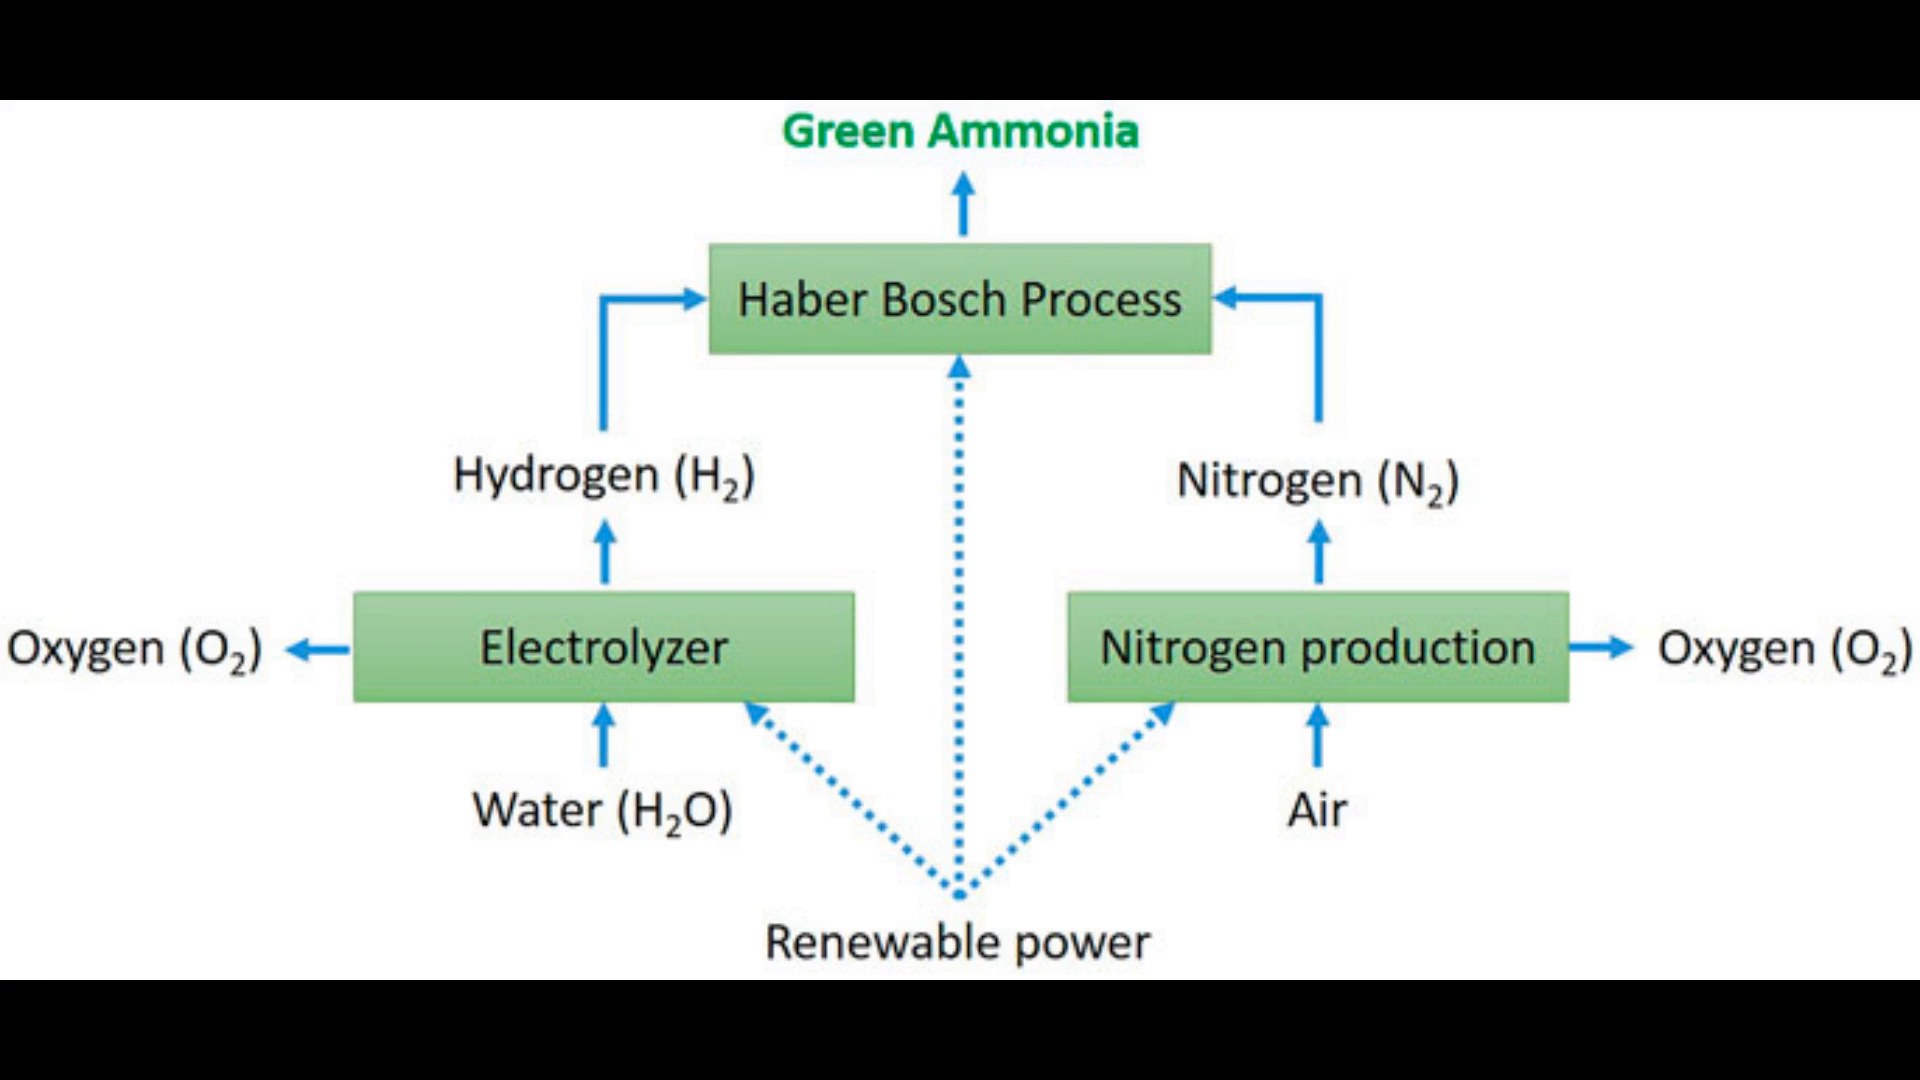 Green Ammonia
Haber Bosch Process
Hydrogen (H₂)
Nitrogen (N₂)
Oxygen (O₂)
Electrolyzer
Nitrogen production
Oxygen (O₂)
Water (H₂O)
Air
Renewable power